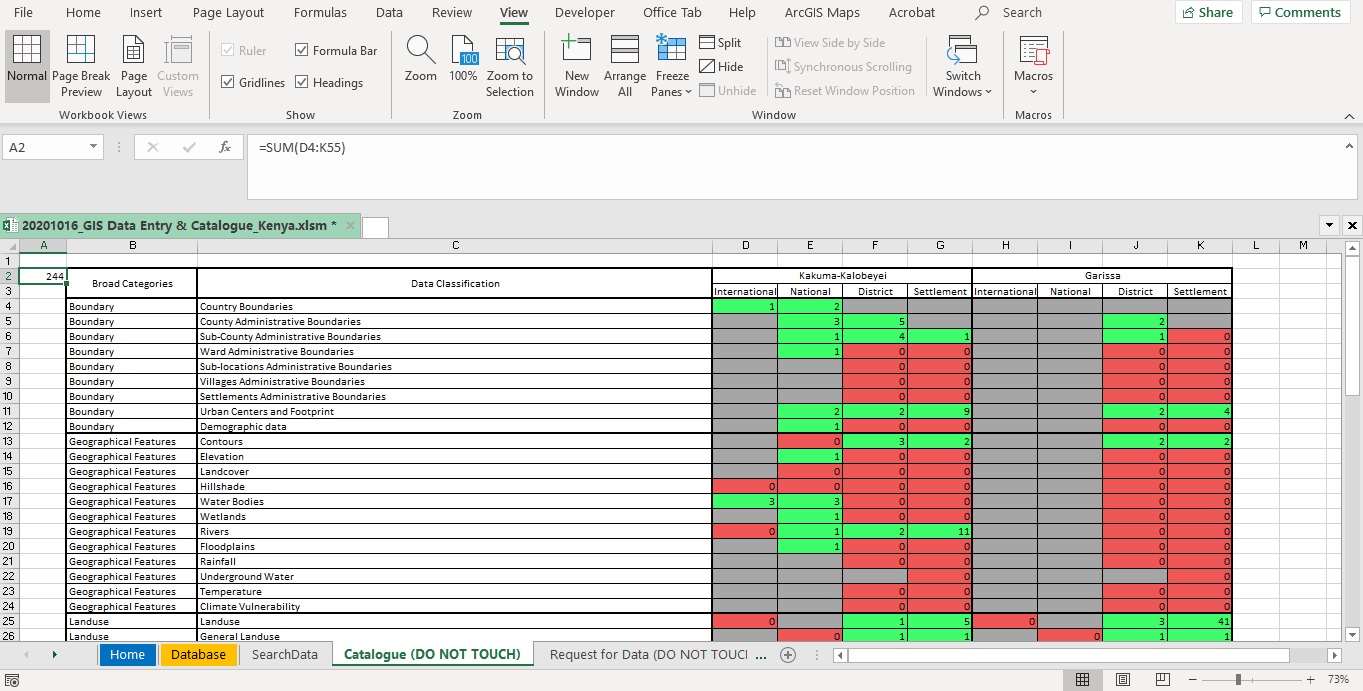 File Home Insert Page Layout Formulas Data Review View Developer Office Tab Help ArcGIS Maps Acrobat Search Share Comments
Normal Page Break Preview Page Layout Custom Views
Workbook Views
Ruler Formula Bar
Gridlines Headings
Show
Zoom 100% Zoom to Selection
Zoom
New Window Arrange All Freeze Panes
Split
Hide
Unhide
View Side by Side
Synchronous Scrolling
Reset Window Position
Switch Windows
Window
Macros
Macros
A2 fx =SUM(D4:K55)
20201016_GIS Data Entry & Catalogue_Kenya.xlsm *
A B C D E F G H I J K L M
1
2 244 Broad Categories Data Classification Kakuma-Kalobeyei Garissa
3 International National District Settlement International National District Settlement
4 Boundary Country Boundaries 1 2
5 Boundary County Administrative Boundaries 3 5 2
6 Boundary Sub-County Administrative Boundaries 1 4 1 1 0
7 Boundary Ward Administrative Boundaries 1 0 0 0 0
8 Boundary Sub-locations Administrative Boundaries 0 0 0 0
9 Boundary Villages Administrative Boundaries 0 0 0 0
10 Boundary Settlements Administrative Boundaries 0 0 0 0
11 Boundary Urban Centers and Footprint 2 2 9 2 4
12 Boundary Demographic data 1 0 0 0 0
13 Geographical Features Contours 0 3 2 2 2
14 Geographical Features Elevation 1 0 0 0 0
15 Geographical Features Landcover 0 0 0 0 0
16 Geographical Features Hillshade 0 0 0 0 0 0
17 Geographical Features Water Bodies 3 3 0 0 0 0
18 Geographical Features Wetlands 1 0 0 0 0
19 Geographical Features Rivers 0 1 2 11 0 0
20 Geographical Features Floodplains 1 0 0 0 0
21 Geographical Features Rainfall 0 0 0 0
22 Geographical Features Underground Water 0 0
23 Geographical Features Temperature 0 0 0 0
24 Geographical Features Climate Vulnerability 0 0 0 0
25 Landuse Landuse 0 1 5 0 3 41
26 Landuse General Landuse 0 1 1 0 1 1
Home Database SearchData Catalogue (DO NOT TOUCH) Request for Data (DO NOT TOUCI ...
73%